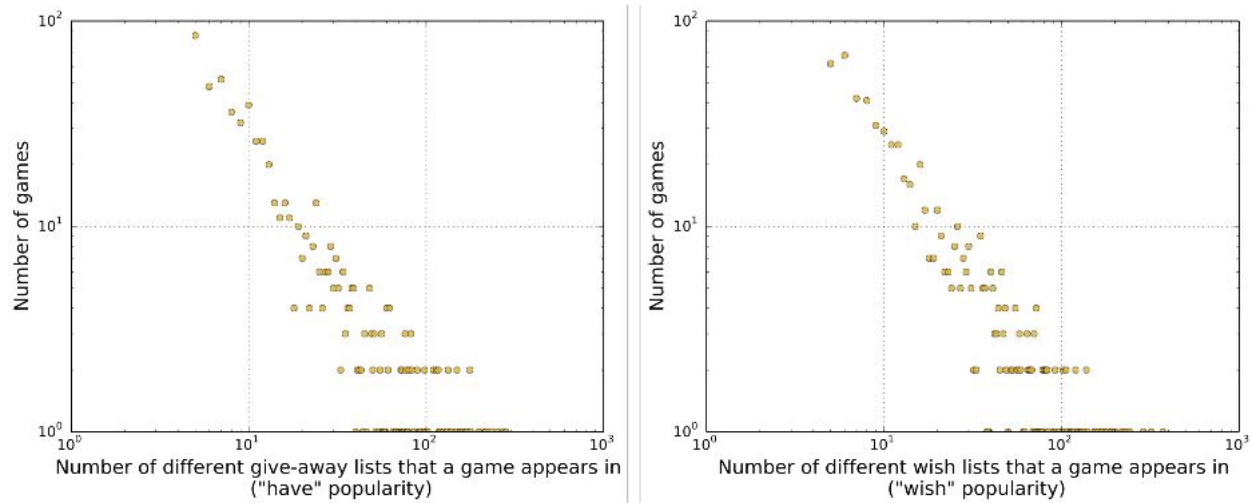 10²
10¹
10⁰
Number of games
10⁰ 10¹ 10² 10³
Number of different give-away lists that a game appears in
("have" popularity)
10²
10¹
10⁰
Number of games
10⁰ 10¹ 10² 10³
Number of different wish lists that a game appears in
("wish" popularity)